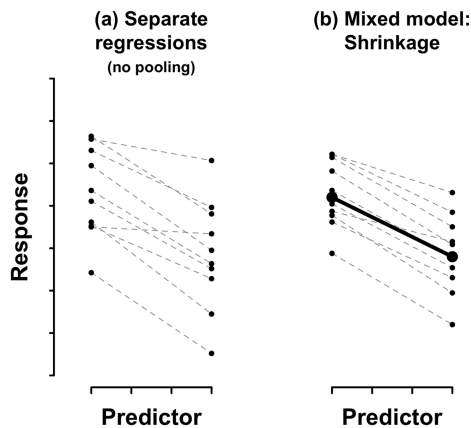 (a) Separate
regressions
(no pooling)
(b) Mixed model:
Shrinkage
Response
Predictor
Predictor